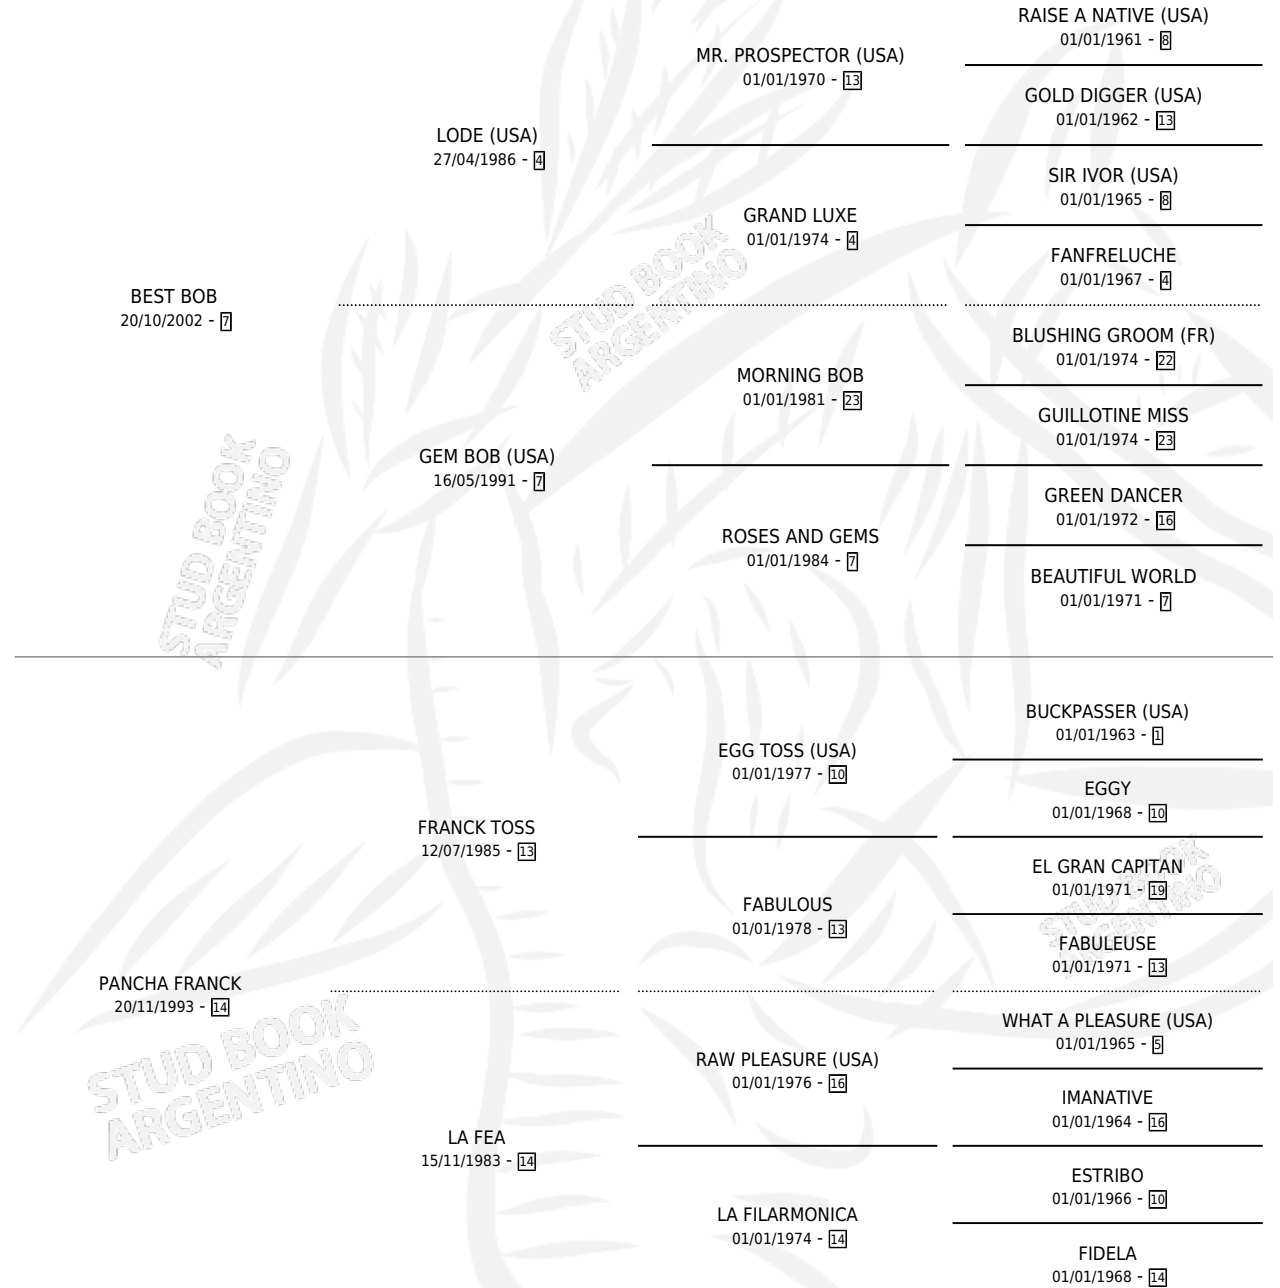 RAISE A NATIVE (USA)
01/01/1961 - 8
MR. PROSPECTOR (USA)
01/01/1970 - 13
GOLD DIGGER (USA)
01/01/1962 - 13
LODE (USA)
27/04/1986 - 4
SIR IVOR (USA)
01/01/1965 - 8
GRAND LUXE
01/01/1974 - 4
FANFRELUCHE
01/01/1967 - 4
BEST BOB
20/10/2002 - 7
STUD BOOK
ARGENTINO
BLUSHING GROOM (FR)
01/01/1974 - 22
MORNING BOB
01/01/1981 - 23
GUILLOTINE MISS
01/01/1974 - 23
GEM BOB (USA)
16/05/1991 - 7
GREEN DANCER
01/01/1972 - 16
ROSES AND GEMS
01/01/1984 - 7
BEAUTIFUL WORLD
01/01/1971 - 7
STUD BOOK
ARGENTINO
BUCKPASSER (USA)
01/01/1963 - 1
EGG TOSS (USA)
01/01/1977 - 10
EGGY
01/01/1968 - 10
FRANCK TOSS
12/07/1985 - 13
EL GRAN CAPITAN
01/01/1971 - 19
FABULOUS
01/01/1978 - 13
FABULEUSE
01/01/1971 - 13
STUD BOOK
ARGENTINO
PANCHA FRANCK
20/11/1993 - 14
WHAT A PLEASURE (USA)
01/01/1965 - 5
RAW PLEASURE (USA)
01/01/1976 - 16
IMANATIVE
01/01/1964 - 16
STUD BOOK
ARGENTINO
LA FEA
15/11/1983 - 14
ESTRIBO
01/01/1966 - 10
LA FILARMONICA
01/01/1974 - 14
FIDELA
01/01/1968 - 14